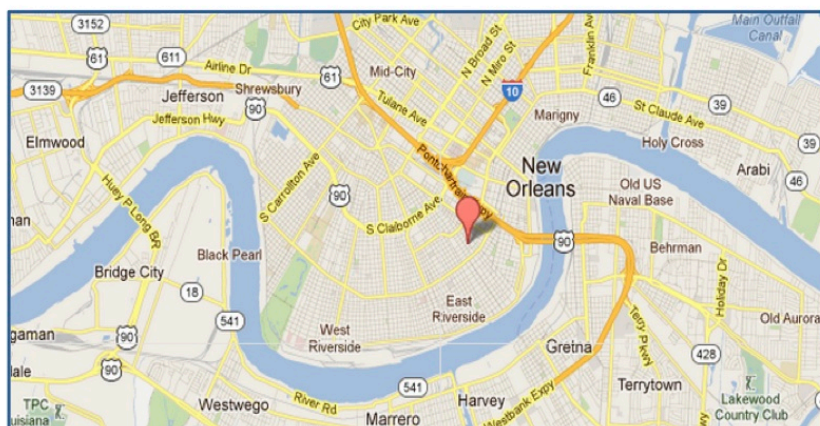 3152
City Park Ave
Main Outfall
Canal
61
611
Airline Dr
61
Mid-City
N Broad St
N Miro St
Franklin Ave
3139
Jefferson
Shrewsbury
90
Jefferson Hwy
Tulane Ave
10
46
Marigny
St Claude Ave
39
Elmwood
Holy Cross
39
Arabi
46
Huey P Long BR
S Carrollton Ave
Pontchartrain Expy
New
Orleans
Old US
Naval Base
90
S Claiborne Ave
Black Pearl
90
Behrman
Bridge City
18
Holiday Dr
541
East
Riverside
West
Riverside
Terry Pkwy
Old Aurora
90
90
Gretna
428
541
Terrytown
Westwego
River Rd
Harvey
Westbank Expy
Marrero
TPC
Lakewood
Country Club